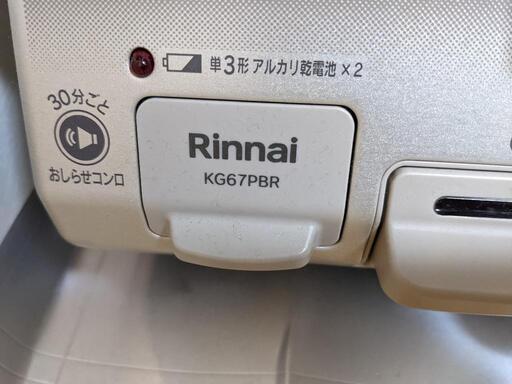 単3形 アルカリ乾電池×2
30分ごと
おしらせコンロ
Rinnai
KG67PBR